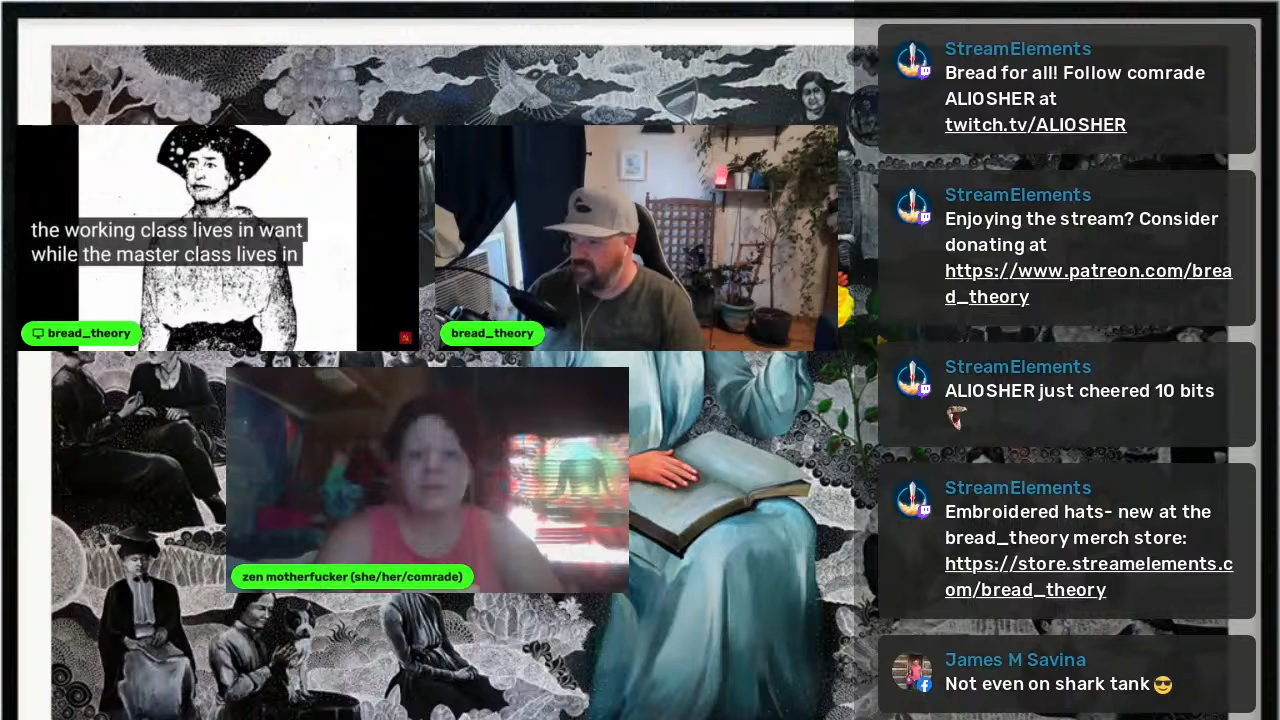 the working class lives in want
while the master class lives in
bread_theory
bread_theory
zen motherfucker (she/her/comrade)
StreamElements
Bread for all! Follow comrade
ALIOSHER at
twitch.tv/ALIOSHER
StreamElements
Enjoying the stream? Consider
donating at
https://www.patreon.com/brea
d_theory
StreamElements
ALIOSHER just cheered 10 bits
StreamElements
Embroidered hats- new at the
bread_theory merch store:
https://store.streamelements.c
om/bread_theory
James M Savina
Not even on shark tank😎